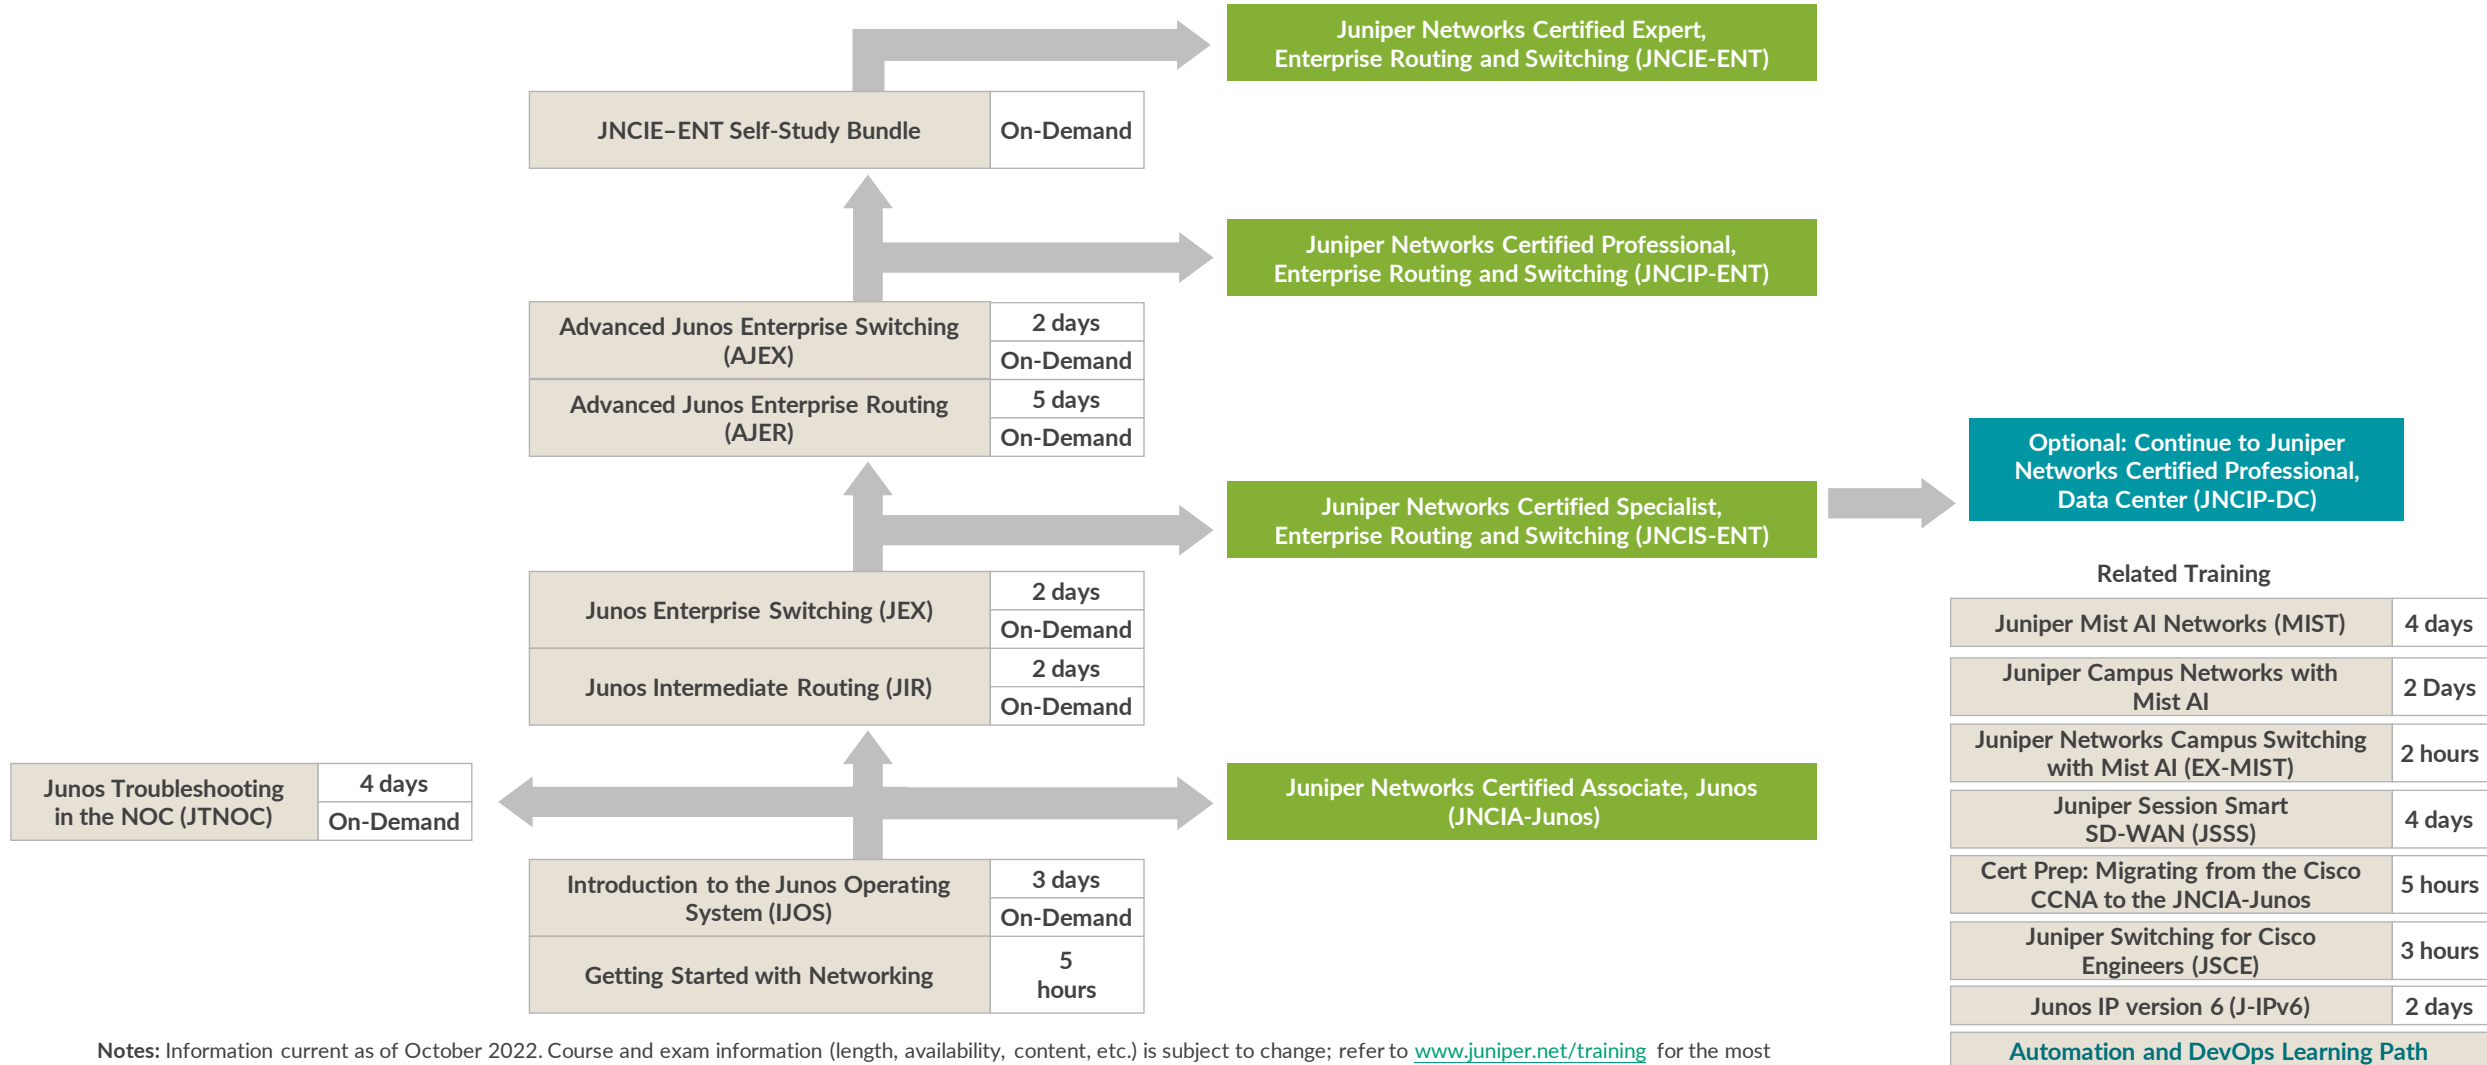 Juniper Networks Certified Expert,
Enterprise Routing and Switching (JNCIE-ENT)
JNCIE–ENT Self-Study Bundle
On-Demand
Juniper Networks Certified Professional,
Enterprise Routing and Switching (JNCIP-ENT)
Advanced Junos Enterprise Switching
(AJEX)
2 days
On-Demand
Advanced Junos Enterprise Routing
(AJER)
5 days
On-Demand
Optional: Continue to Juniper
Networks Certified Professional,
Data Center (JNCIP-DC)
Juniper Networks Certified Specialist,
Enterprise Routing and Switching (JNCIS-ENT)
Junos Enterprise Switching (JEX)
2 days
On-Demand
Junos Intermediate Routing (JIR)
2 days
On-Demand
Junos Troubleshooting
in the NOC (JTNOC)
4 days
On-Demand
Juniper Networks Certified Associate, Junos
(JNCIA-Junos)
Introduction to the Junos Operating
System (IJOS)
3 days
On-Demand
Getting Started with Networking
5
hours
Related Training
Juniper Mist AI Networks (MIST)
4 days
Juniper Campus Networks with
Mist AI
2 Days
Juniper Networks Campus Switching
with Mist AI (EX-MIST)
2 hours
Juniper Session Smart
SD-WAN (JSSS)
4 days
Cert Prep: Migrating from the Cisco
CCNA to the JNCIA-Junos
5 hours
Juniper Switching for Cisco
Engineers (JSCE)
3 hours
Junos IP version 6 (J-IPv6)
2 days
Automation and DevOps Learning Path
Notes: Information current as of October 2022. Course and exam information (length, availability, content, etc.) is subject to change; refer to www.juniper.net/training for the most